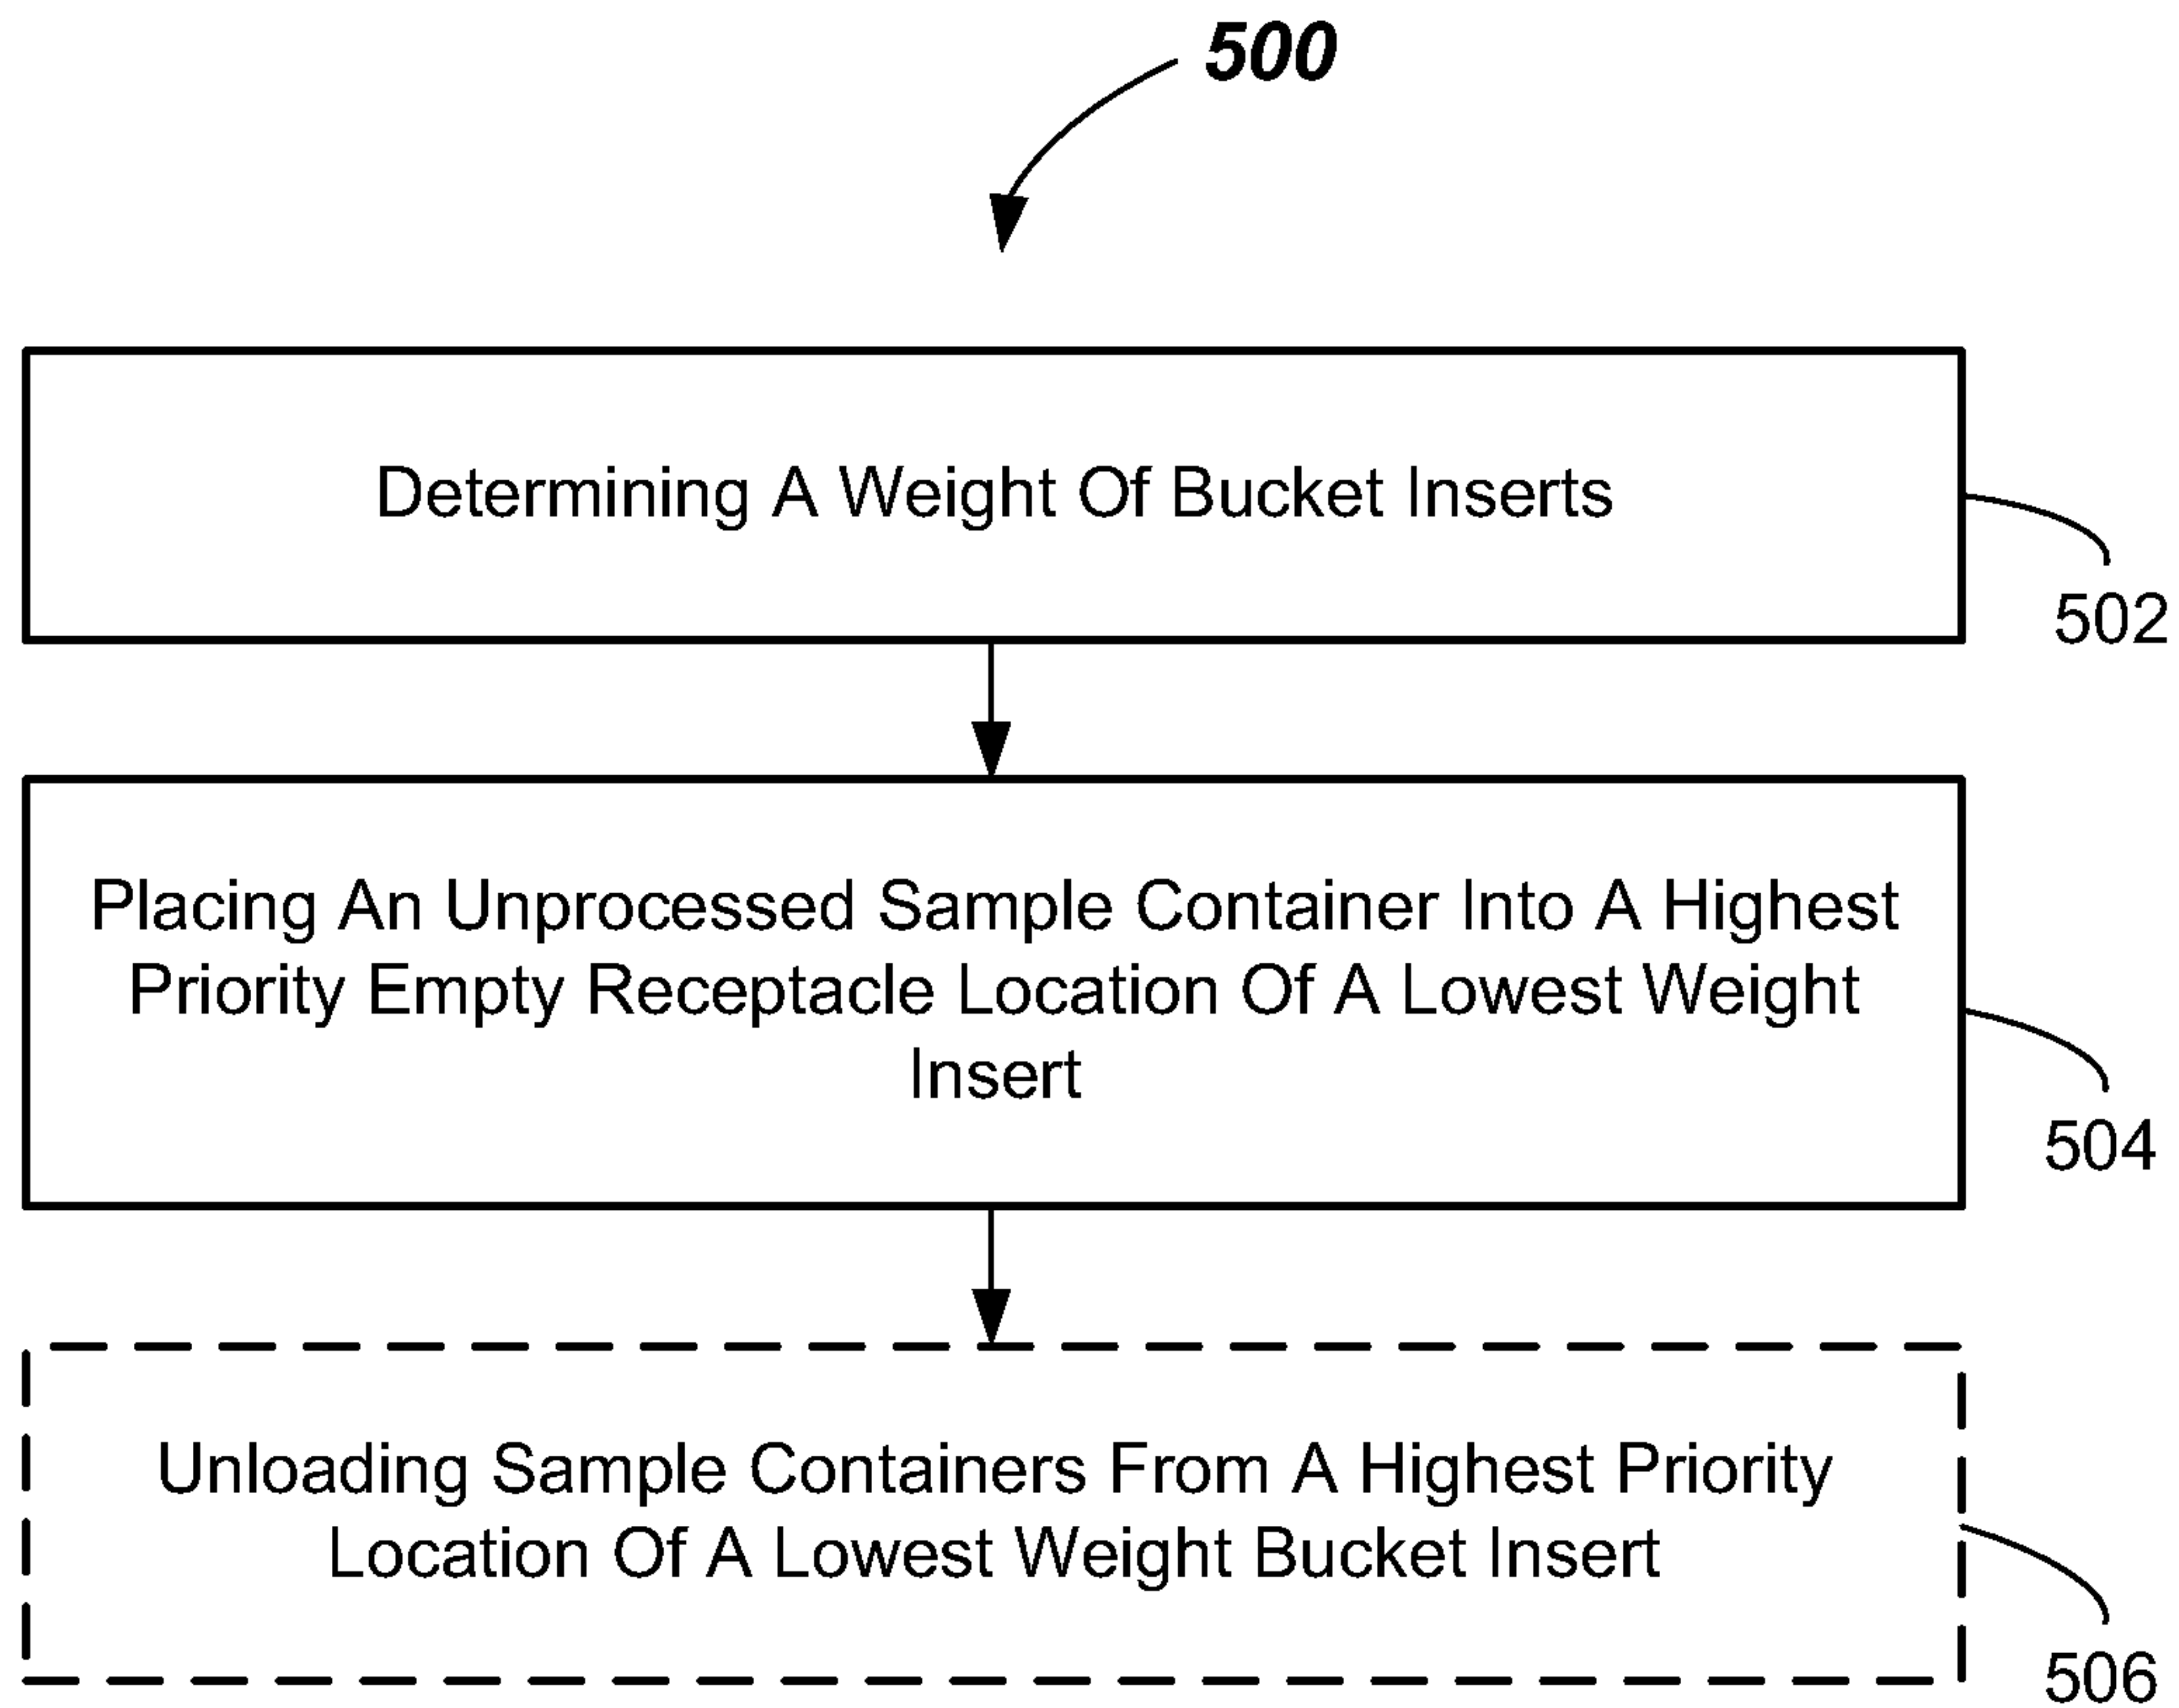 500
Determining A Weight Of Bucket Inserts
502
Placing An Unprocessed Sample Container Into A Highest
Priority Empty Receptacle Location Of A Lowest Weight
Insert
504
Unloading Sample Containers From A Highest Priority
Location Of A Lowest Weight Bucket Insert
506